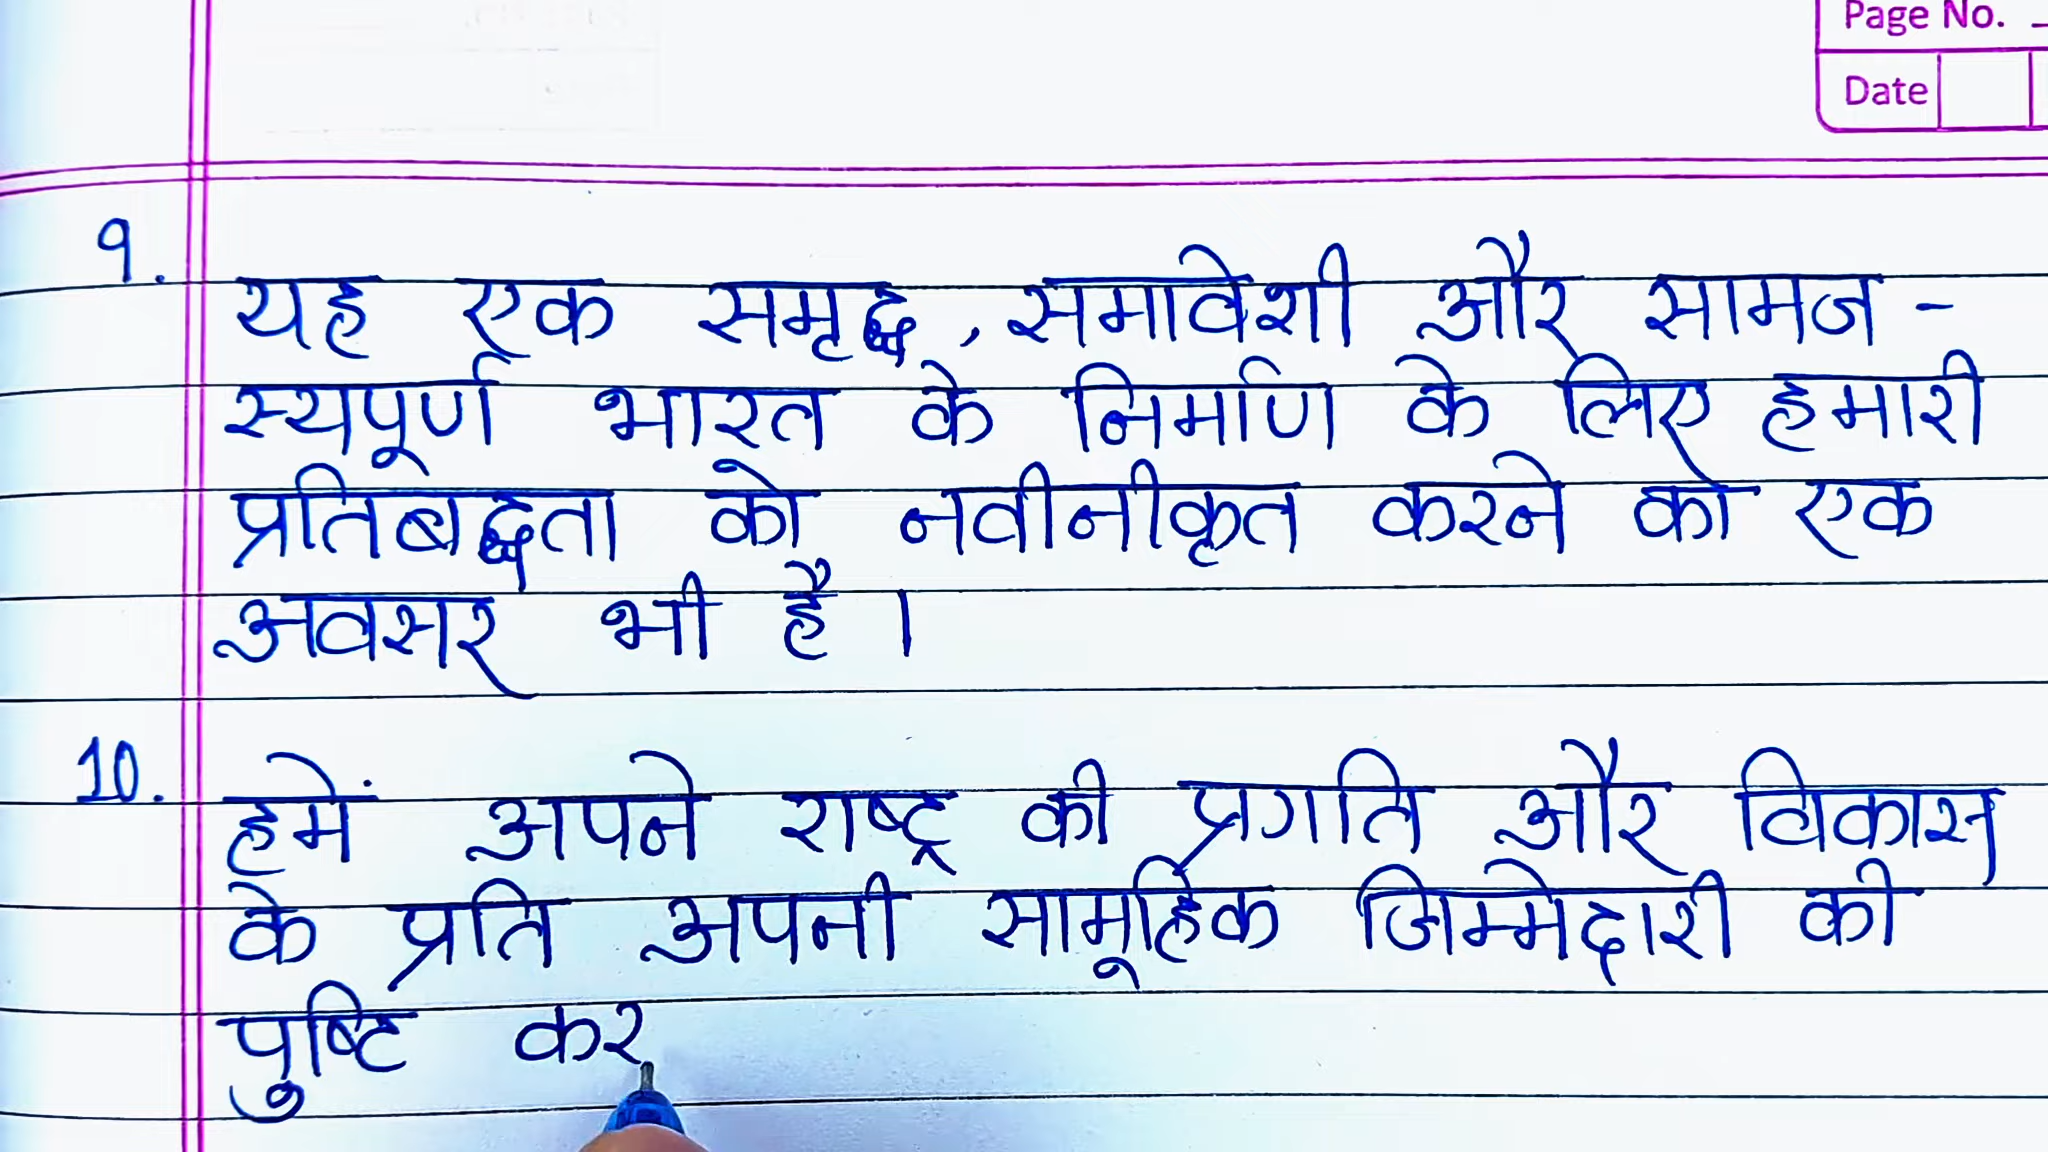 Page No.
Date
9.
यह एक समृद्ध, समावेशी और सामज -
स्यपूर्ण भारत के निर्माण के लिए हमारी
प्रतिबद्धता को नवीनीकृत करने को एक
अवसर भी है।
10.
हमें अपने राष्ट्र की प्रगति और विकास
के प्रति अपनी सामूहिक जिम्मेदारी की
पुष्टि कर